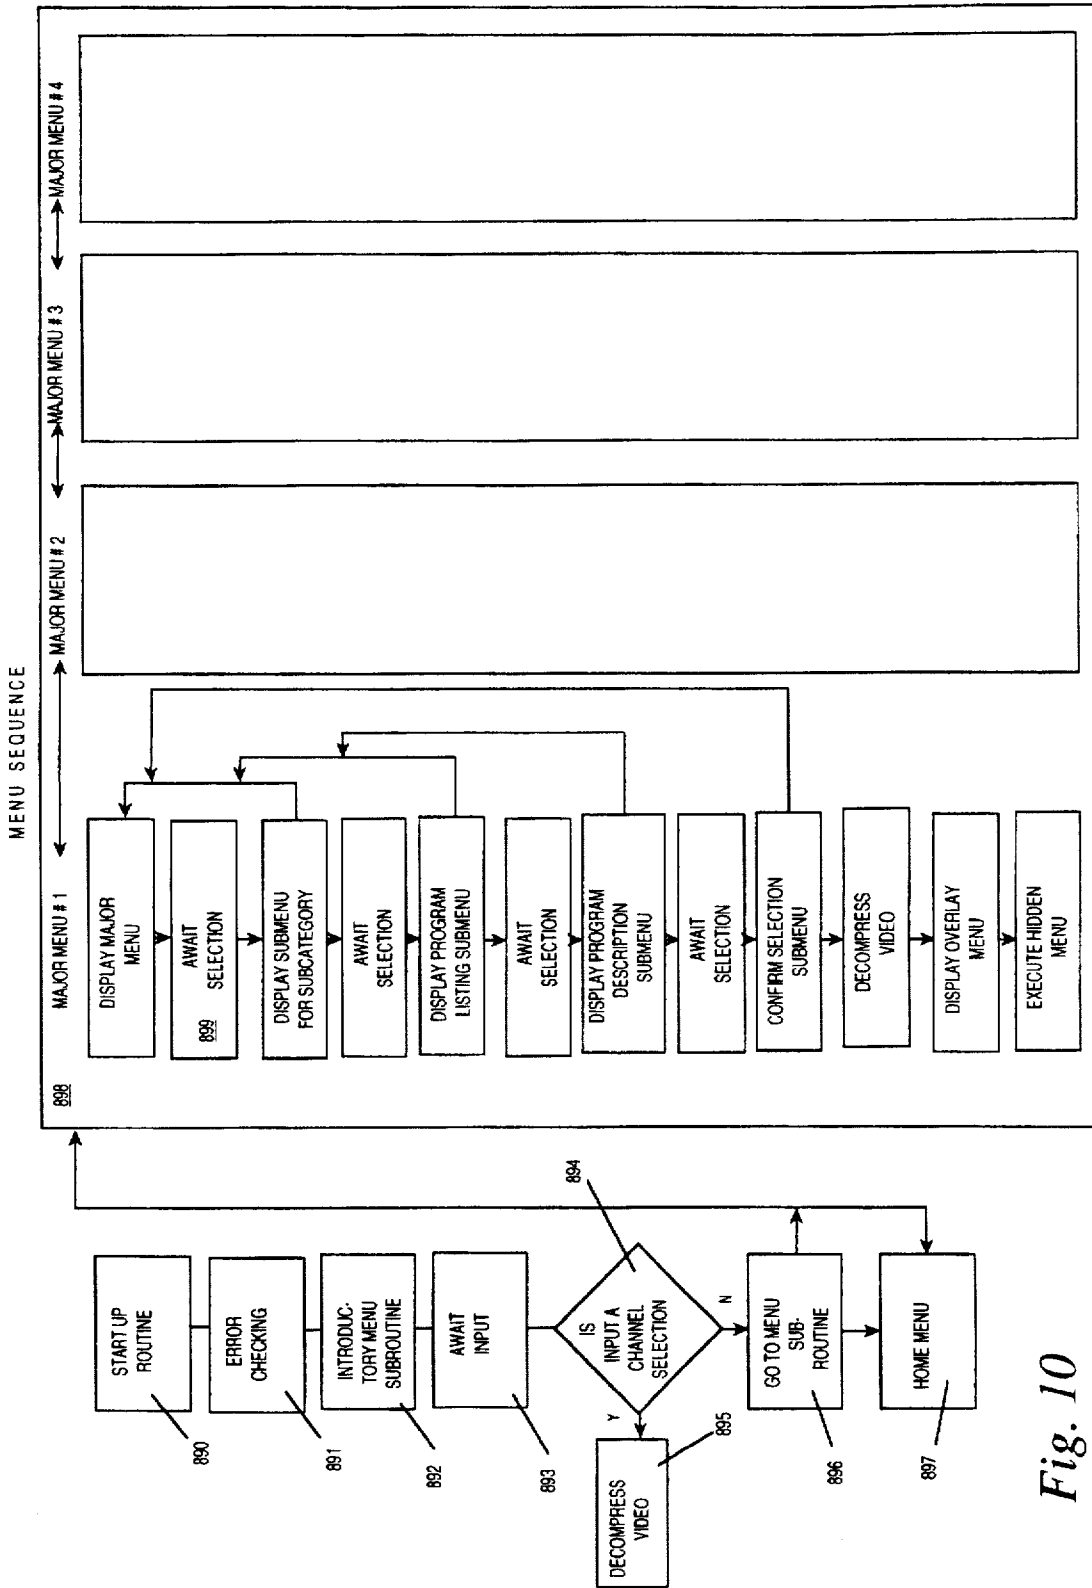 MENU SEQUENCE
START UP
ROUTINE
890
ERROR
CHECKING
891
INTRODUC-
TORY MENU
SUBROUTINE
892
AWAIT
INPUT
893
IS
INPUT A
CHANNEL
SELECTION
894
Y
N
DECOMPRESS
VIDEO
895
GO TO MENU
SUB-
ROUTINE
896
HOME MENU
897
898
MAJOR MENU # 1
DISPLAY MAJOR
MENU
AWAIT
SELECTION
899
DISPLAY SUBMENU
FOR SUBCATEGORY
AWAIT
SELECTION
DISPLAY PROGRAM
LISTING SUBMENU
AWAIT
SELECTION
DISPLAY PROGRAM
DESCRIPTION
SUBMENU
AWAIT
SELECTION
CONFIRM SELECTION
SUBMENU
DECOMPRESS
VIDEO
DISPLAY OVERLAY
MENU
EXECUTE HIDDEN
MENU
MAJOR MENU # 2
MAJOR MENU # 3
MAJOR MENU # 4
Fig. 10